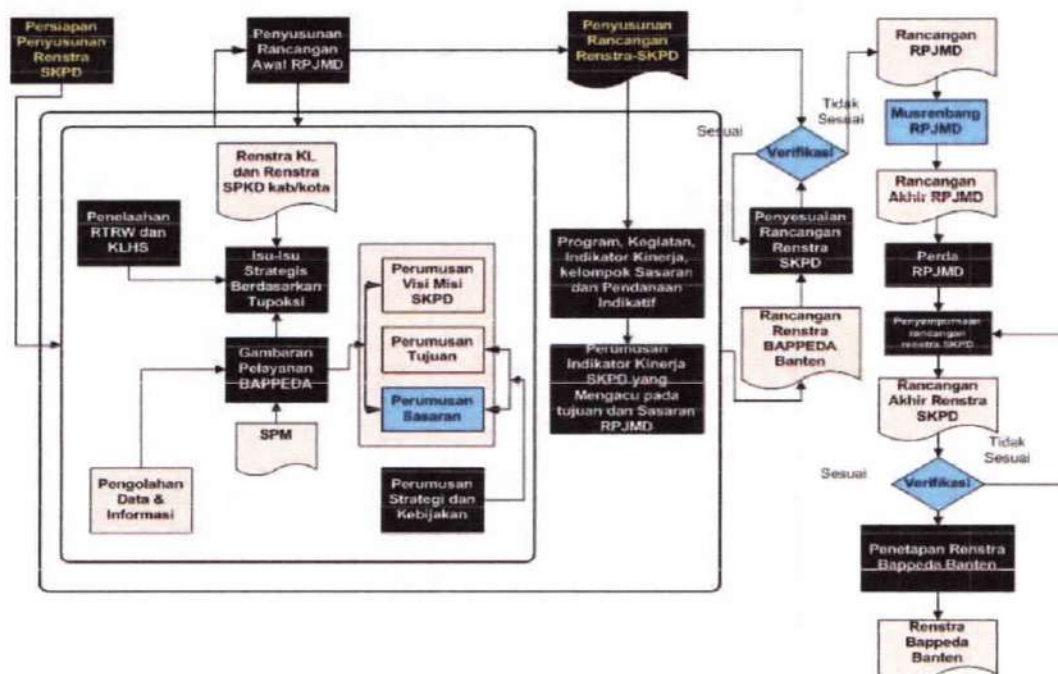 Persiapan
Penyusunan
Renstra
SKPD
Penyusunan
Rancangan
Awal RPJMD
Penyusunan
Rancangan
Renstra-SKPD
Rancangan
RPJMD
Musrenbang
RPJMD
Tidak
Sesuai
Sesuai
Verifikasi
Rancangan
Akhir RPJMD
Renstra KL
dan Renstra
SPKD kab/kota
Penelaahan
RTRW dan
KLHS
Isu-Isu
Strategis
Berdasarkan
Tupoksi
Perumusan
Visi Misi
SKPD
Perumusan
Tujuan
Perumusan
Sasaran
Gambaran
Pelayanan
BAPPEDA
SPM
Pengolahan
Data &
Informasi
Perumusan
Strategi dan
Kebijakan
Program, Kegiatan,
Indikator Kinerja,
kelompok Sasaran
dan Pendanaan
Indikatif
Perumusan
Indikator Kinerja
SKPD yang
Mengacu pada
tujuan dan Sasaran
RPJMD
Penyesuaian
Rancangan
Renstra
SKPD
Rancangan
Renstra
BAPPEDA
Banten
Perda
RPJMD
Penyempurnaan
rancangan
renstra SKPD
Rancangan
Akhir Renstra
SKPD
Tidak
Sesuai
Sesuai
Verifikasi
Penetapan Renstra
Bappeda Banten
Renstra
Bappeda
Banten